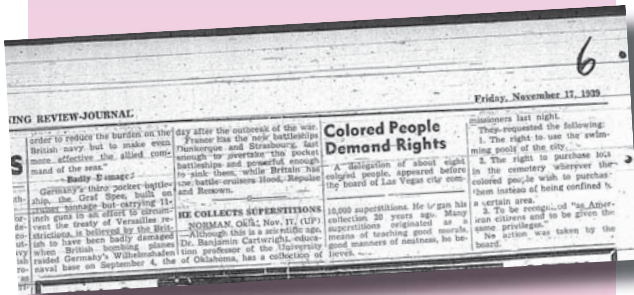 6.
Friday, November 17, 1939
NING REVIEW-JOURNAL
order to reduce the burden on the
British navy but to make even
more effective the allied com-
mand of the seas."
Badly Damaged
Germany's third pocket battle-
ship, the Graf Spee, built on
tonnage but carrying 11-
inch guns in an effort to circum-
vent the treaty of Versailles re-
strictions, is believed by the Brit-
ish to have been badly damaged
when British bombing planes
raided Germany's Wilhelmshafen
naval base on September 4, the
day after the outbreak of the war.
France has the new battleships
Dunkerque and Strasbourg, fast
enough to overtake the pocket
battleships and powerful enough
to sink them, while Britain has
the battle cruisers Hood, Repulse
and Renown.
HE COLLECTS SUPERSTITIONS
NORMAN, Okla., Nov. 17. (UP)
Although this is a scientific age,
Dr. Benjamin Cartwright, educa-
tion professor of the University
of Oklahoma, has a collection of
10,000 superstitions. He began his
collection 20 years ago. Many
superstitions originated as a
means of teaching good morals,
good manners of neatness, he be-
lieves.
Colored People
Demand Rights
A delegation of about eight
colored people, appeared before
the board of Las Vegas city com-
missioners last night.
They requested the following:
1. The right to use the swim-
ming pools of the city.
2. The right to purchase lots
in the cemetery wherever the
colored people wish to purchase
them instead of being confined to
a certain area.
3. To be recognized "as Amer-
ican citizens and to be given the
same privileges."
No action was taken by the
board.